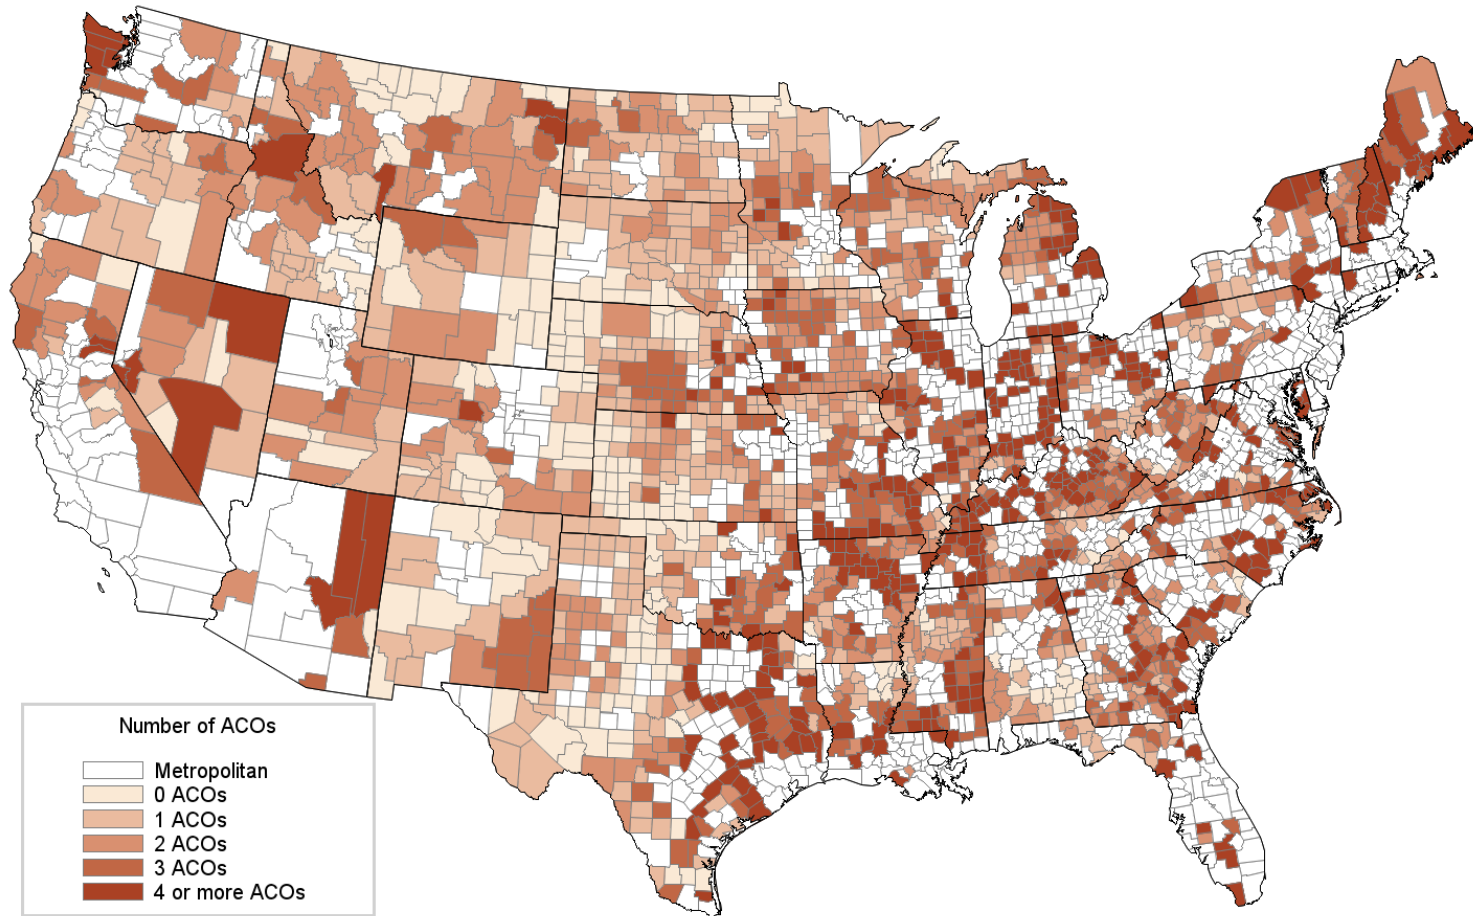 Number of ACOs
Metropolitan
0 ACOs
1 ACOs
2 ACOs
3 ACOs
4 or more ACOs